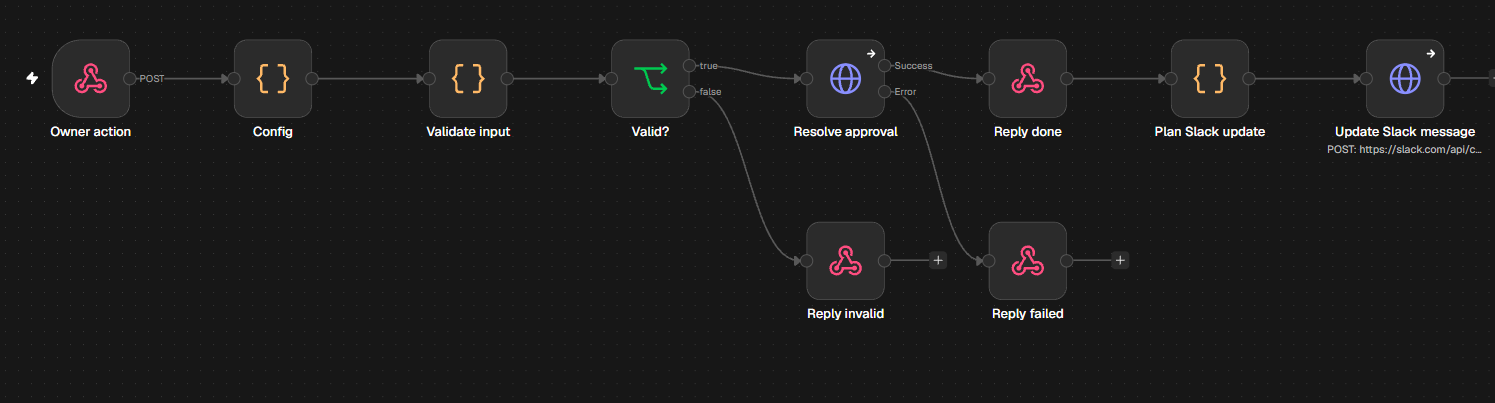 POST
true
false
Success
Error
Owner action
Config
Validate input
Valid?
Resolve approval
Reply done
Plan Slack update
Update Slack message
POST: https://slack.com/api/c...
Reply invalid
Reply failed